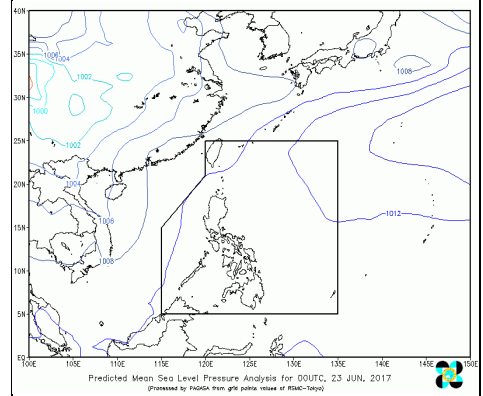 40N
35N
30N
25N
20N
15N
10N
5N
EQ
1006
1004
1002
1000
1002
1004
1006
1008
1008
1012
100E
105E
110E
115E
120E
125E
130E
135E
140E
145E
150E
Predicted Mean Sea Level Pressure Analysis for 00UTC, 23 JUN, 2017
(Processed by PAGASA from grid points values of RSMC-Tokyo)